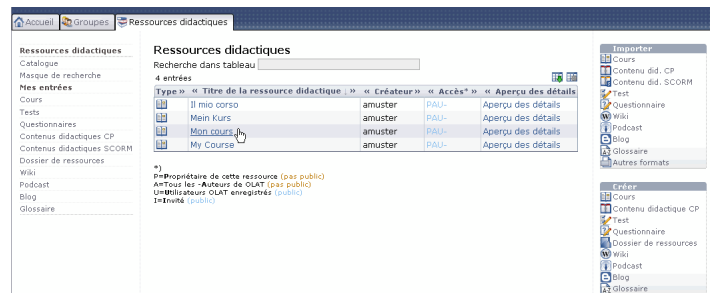 Accueil Groupes Ressources didactiques
Ressources didactiques
Catalogue
Masque de recherche
Mes entrées
Cours
Tests
Questionnaires
Contenus didactiques CP
Contenus didactiques SCORM
Dossier de ressources
Wiki
Podcast
Blog
Glossaire
Ressources didactiques
Recherche dans tableau
4 entrées
Type » « Titre de la ressource didactique ↓ » « Créateur » « Accès* » « Aperçu des détails
Il mio corso amuster PAU- Aperçu des détails
Mein Kurs amuster PAU- Aperçu des détails
Mon cours amuster PAU- Aperçu des détails
My Course amuster PAU- Aperçu des détails
*)
P=Propriétaire de cette ressource (pas public)
A=Tous les -Auteurs de OLAT (pas public)
U=Utilisateurs OLAT enregistrés (public)
I=Invité (public)
Importer
Cours
Contenu did. CP
Contenu did. SCORM
Test
Questionnaire
Wiki
Podcast
Blog
Glossaire
Autres formats
Créer
Cours
Contenu didactique CP
Test
Questionnaire
Dossier de ressources
Wiki
Podcast
Blog
Glossaire